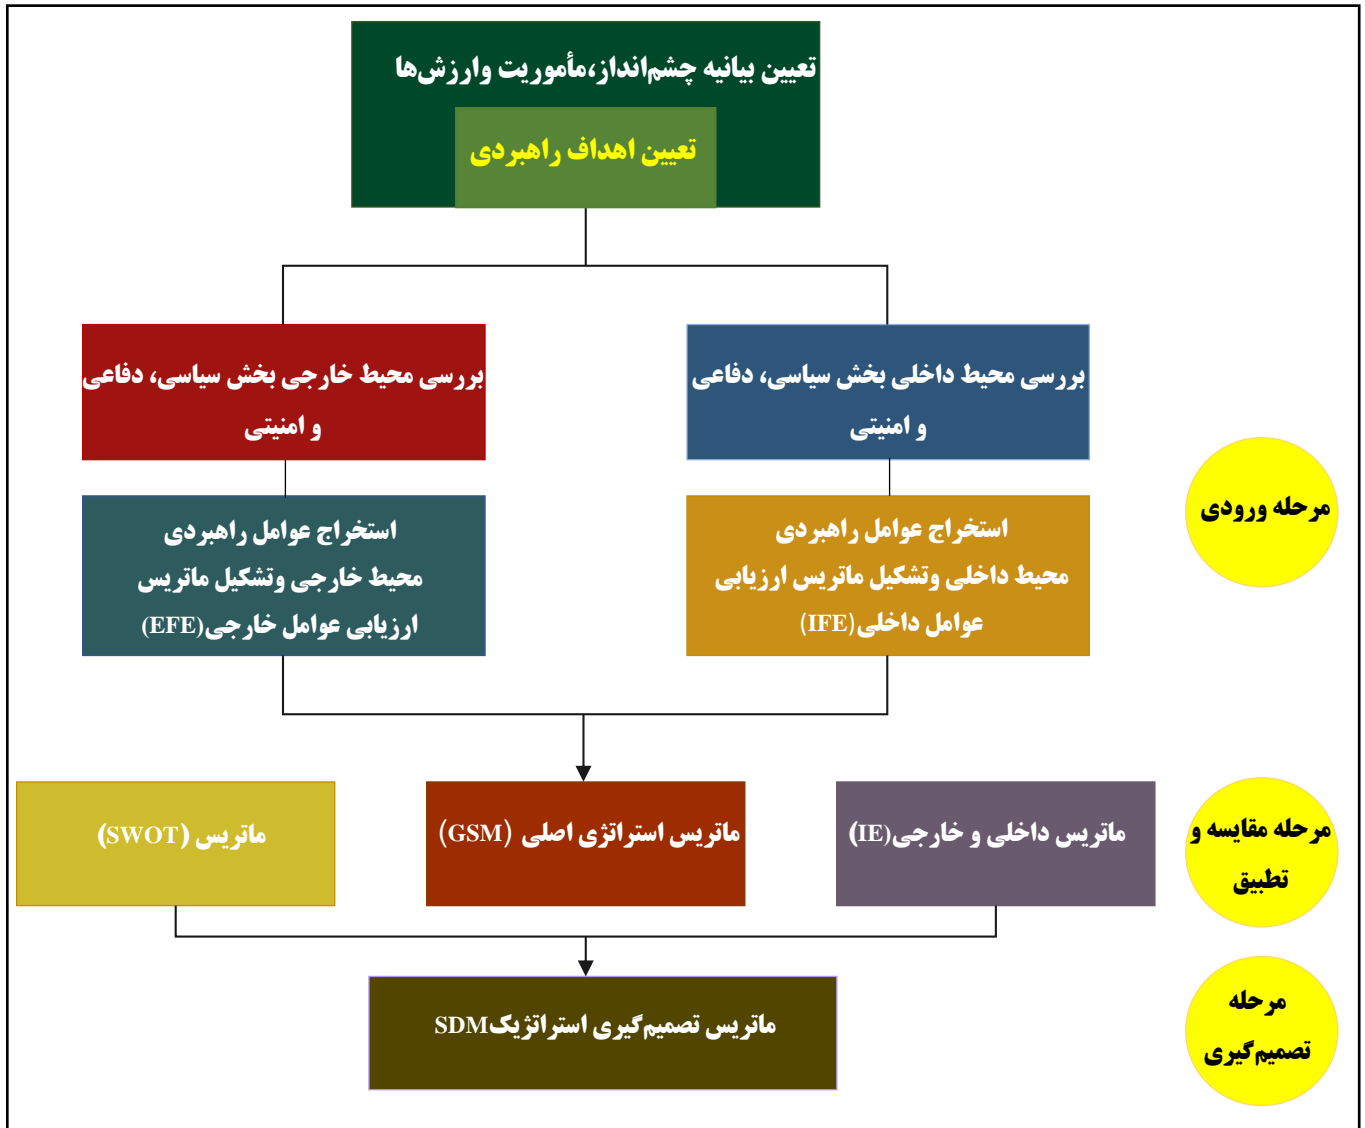 تعیین بیانیه چشم‌انداز،مأموریت وارزش‌ها
تعیین اهداف راهبردی
بررسی محیط داخلی بخش سیاسی، دفاعی
و امنیتی
بررسی محیط خارجی بخش سیاسی، دفاعی
و امنیتی
مرحله ورودی
استخراج عوامل راهبردی
محیط داخلی وتشکیل ماتریس ارزیابی
عوامل داخلی(IFE)
استخراج عوامل راهبردی
محیط خارجی وتشکیل ماتریس
ارزیابی عوامل خارجی(EFE)
مرحله مقایسه و
تطبیق
ماتریس داخلی و خارجی(IE)
ماتریس استراتژی اصلی (GSM)
ماتریس (SWOT)
مرحله
تصمیم‌گیری
ماتریس تصمیم‌گیری استراتژیکSDM